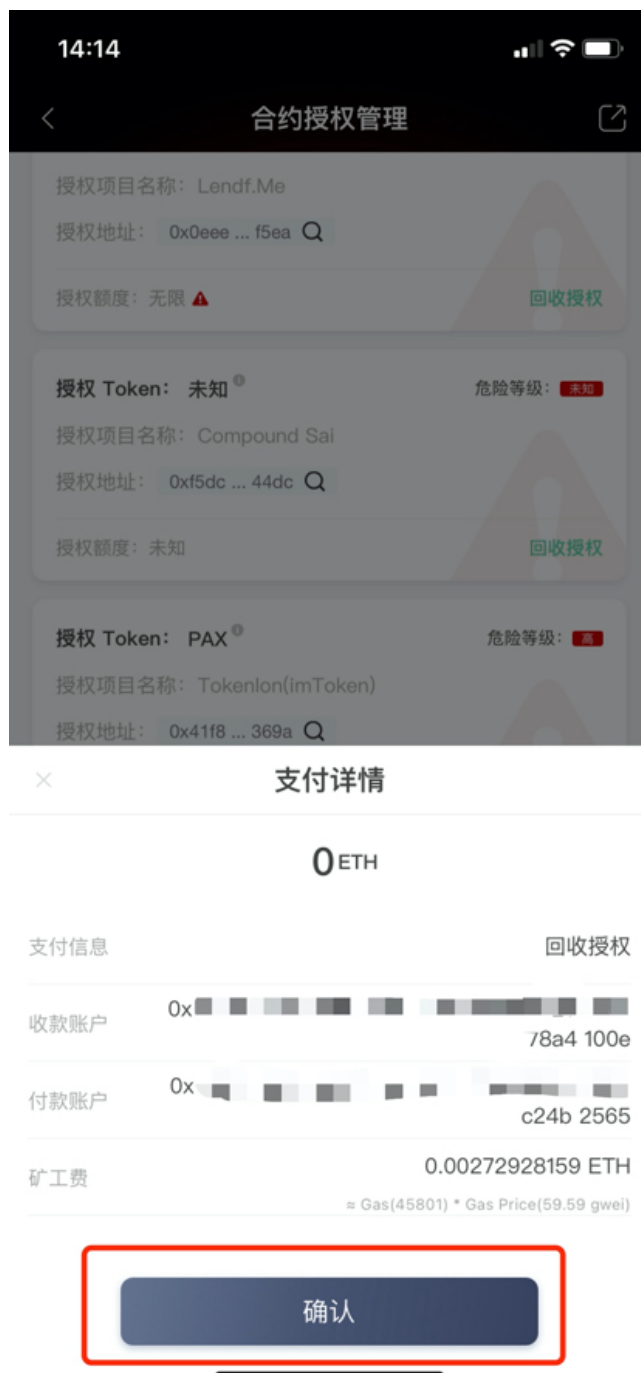 14:14
合约授权管理
授权项目名称：Lendf.Me
授权地址： 0x0eee ... f5ea
授权额度：无限 回收授权
授权 Token： 未知 危险等级： 未知
授权项目名称：Compound Sai
授权地址： 0xf5dc ... 44dc
授权额度：未知 回收授权
授权 Token： PAX 危险等级： 高
授权项目名称：Tokenlon(imToken)
授权地址： 0x41f8 ... 369a
支付详情
0 ETH
支付信息 回收授权
收款账户 0x
78a4 100e
付款账户 0x
c24b 2565
矿工费 0.00272928159 ETH
≈ Gas(45801) * Gas Price(59.59 gwei)
确认